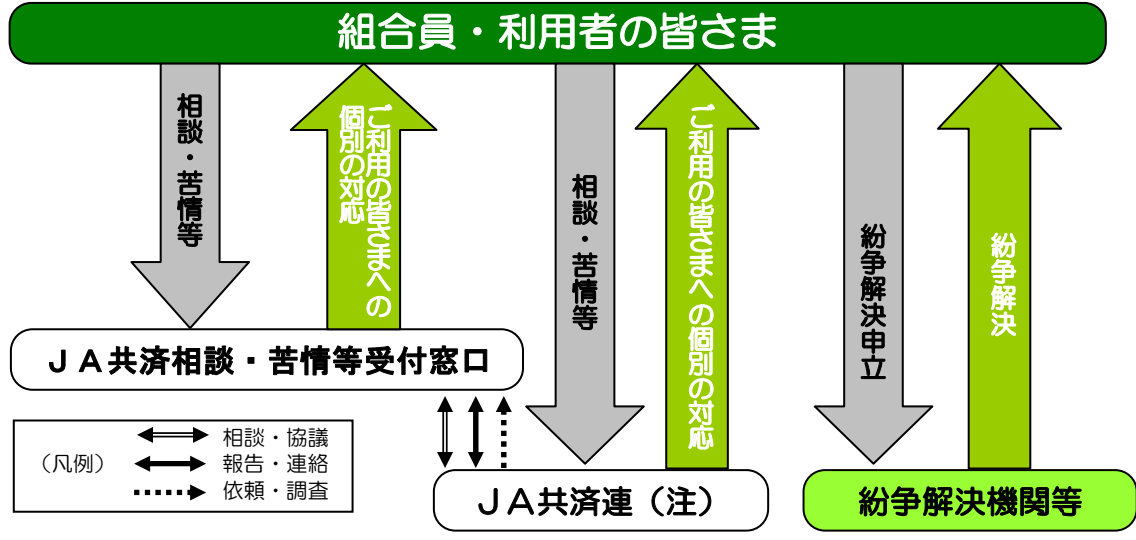 組合員・利用者の皆さま
相談・苦情等
ご利用の皆さまへの
個別の対応
相談・苦情等
ご利用の皆さまへの個別の対応
紛争解決申立
紛争解決
ＪＡ共済相談・苦情等受付窓口
（凡例）
相談・協議
報告・連絡
依頼・調査
ＪＡ共済連（注）
紛争解決機関等